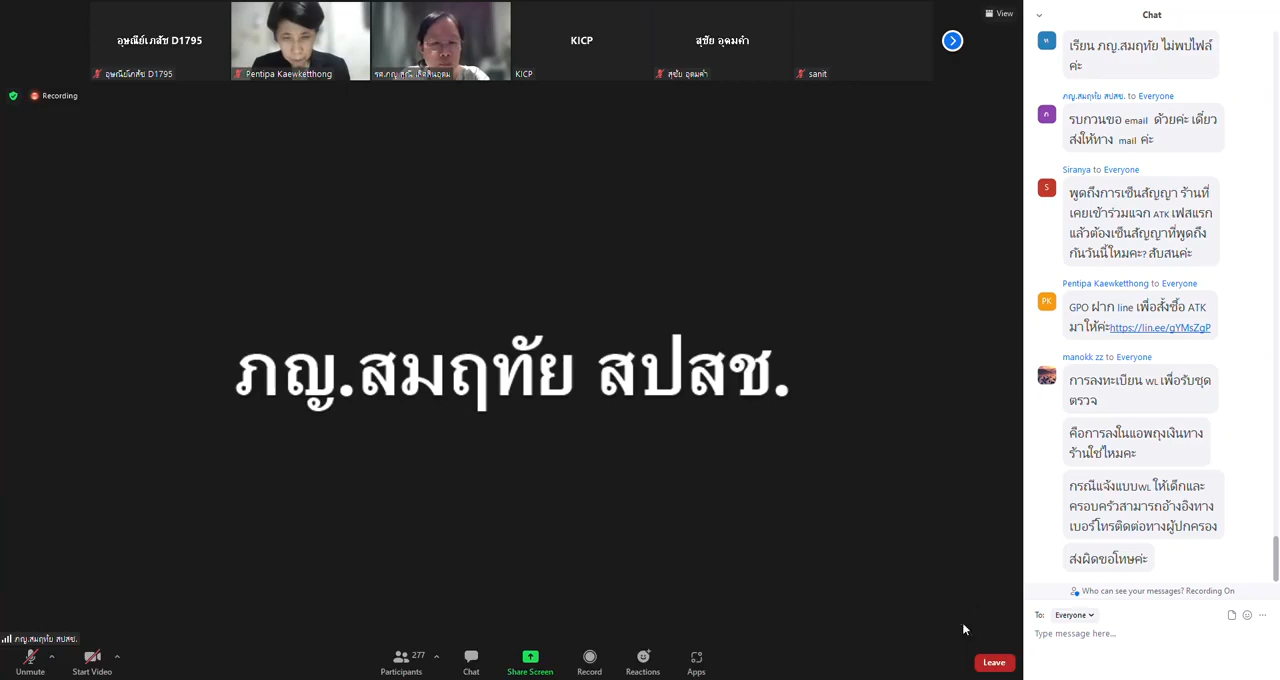 อุษณีย์เภสัช D1795
KICP
สุชัย อุดมคำ
View
อุษณีย์เภสัช D1795
Pentipa Kaewketthong
KICP
สุชัย อุดมคำ
sanit
Recording
ภญ.สมฤทัย สปสช.
ภญ.สมฤทัย สปสช.
Unmute
Start Video
277
Participants
Chat
Share Screen
Record
Reactions
Apps
Leave
Chat
ห
เรียน ภญ.สมฤทัย ไม่พบไฟล์
ค่ะ
ภญ.สมฤทัย สปสช. to Everyone
ภ
รบกวนขอ email ด้วยค่ะ เดี๋ยว
ส่งให้ทาง mail ค่ะ
Siranya to Everyone
S
พูดถึงการเซ็นสัญญา ร้านที่
เคยเข้าร่วมแจก ATK เฟสแรก
แล้วต้องเซ็นสัญญาที่พูดถึง
กันวันนี้ใหมคะ? สับสนค่ะ
Pentipa Kaewketthong to Everyone
PK
GPO ฝาก line เพื่อสั่งซื้อ ATK
มาให้ค่ะhttps://lin.ee/gYMsZgP
manokk zz to Everyone
การลงทะเบียน WL เพื่อรับชุด
ตรวจ
คือการลงในแอพถุงเงินทาง
ร้านใช่ไหมคะ
กรณีแจ้งแบบWL ให้เด็กและ
ครอบครัวสามารถอ้างอิงทาง
เบอร์โทรติดต่อทางผู้ปกครอง
ส่งผิดขอโทษค่ะ
Who can see your messages? Recording On
To: Everyone
Type message here...